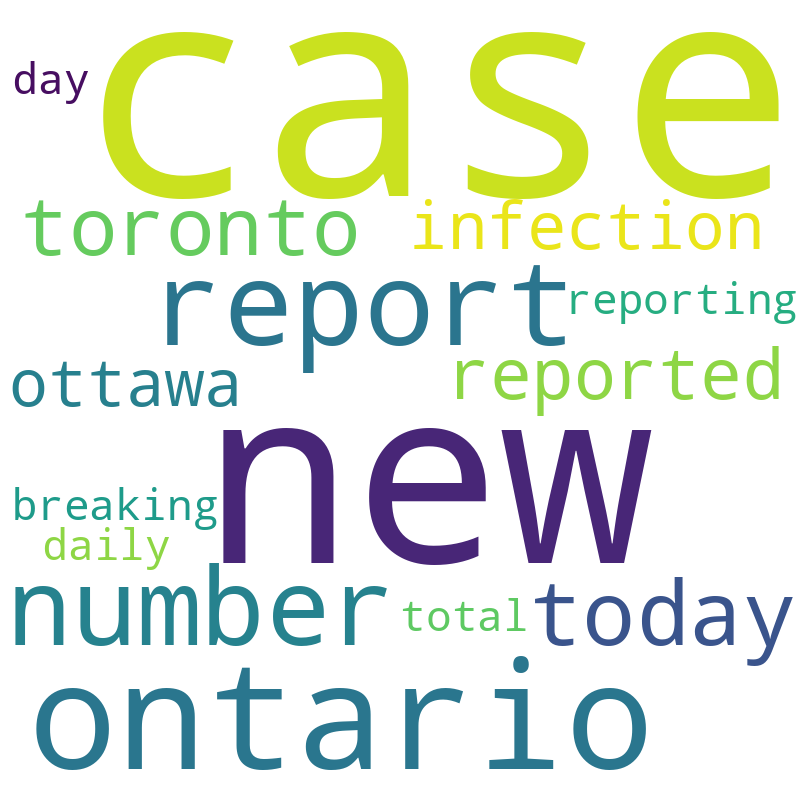 case
day
toronto
infection
report
reporting
ottawa
reported
new
breaking
daily
number
total
today
ontario